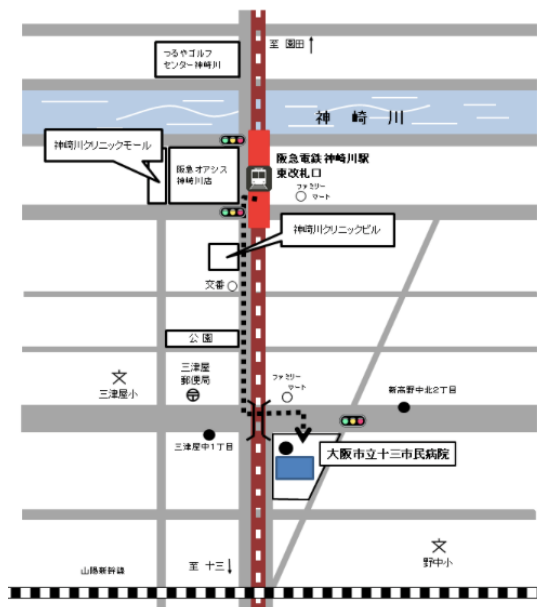 至 園田
つるやゴルフ
センター神崎川
神 崎 川
神崎川クリニックモール
阪急オアシス
神崎川店
阪急電鉄 神崎川駅
東改札口
ファミリー
マート
神崎川クリニックビル
交番
公 園
三津屋
郵便局
文
三津屋小
ファミリー
マート
新高野中北2丁目
三津屋中1丁目
大阪市立十三市民病院
文
野中小
山陽新幹線
至 十三